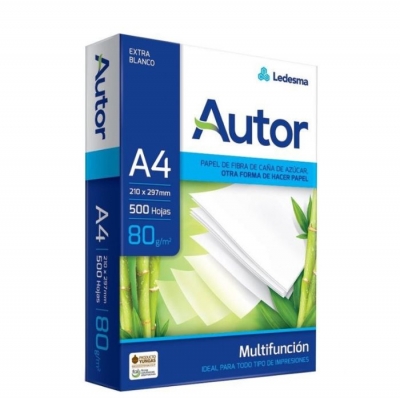 EXTRA
BLANCO
Ledesma
Autor
PAPEL DE FIBRA DE CAÑA DE AZÚCAR,
OTRA FORMA DE HACER PAPEL
A4
210 x 297mm
500 Hojas
80 g/m²
PRODUCTO
YUNGAS
Multifunción
IDEAL PARA TODO TIPO DE IMPRESIONES
Autor
A4
210 x 297mm
500 Hojas
80 g/m²